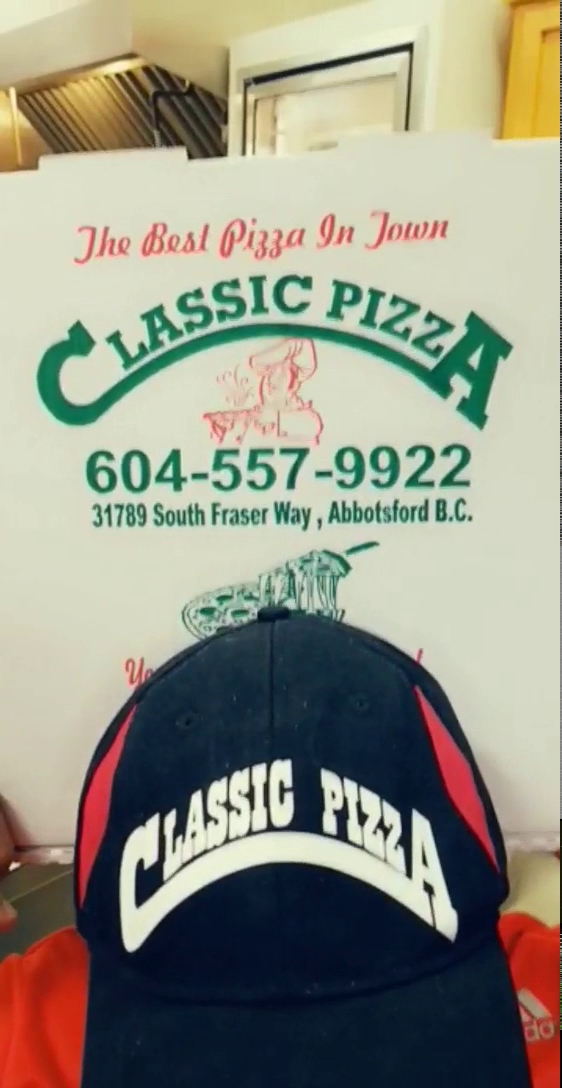 The Best Pizza In Town
CLASSIC PIZZA
604-557-9922
31789 South Fraser Way , Abbotsford B.C.
CLASSIC PIZZA